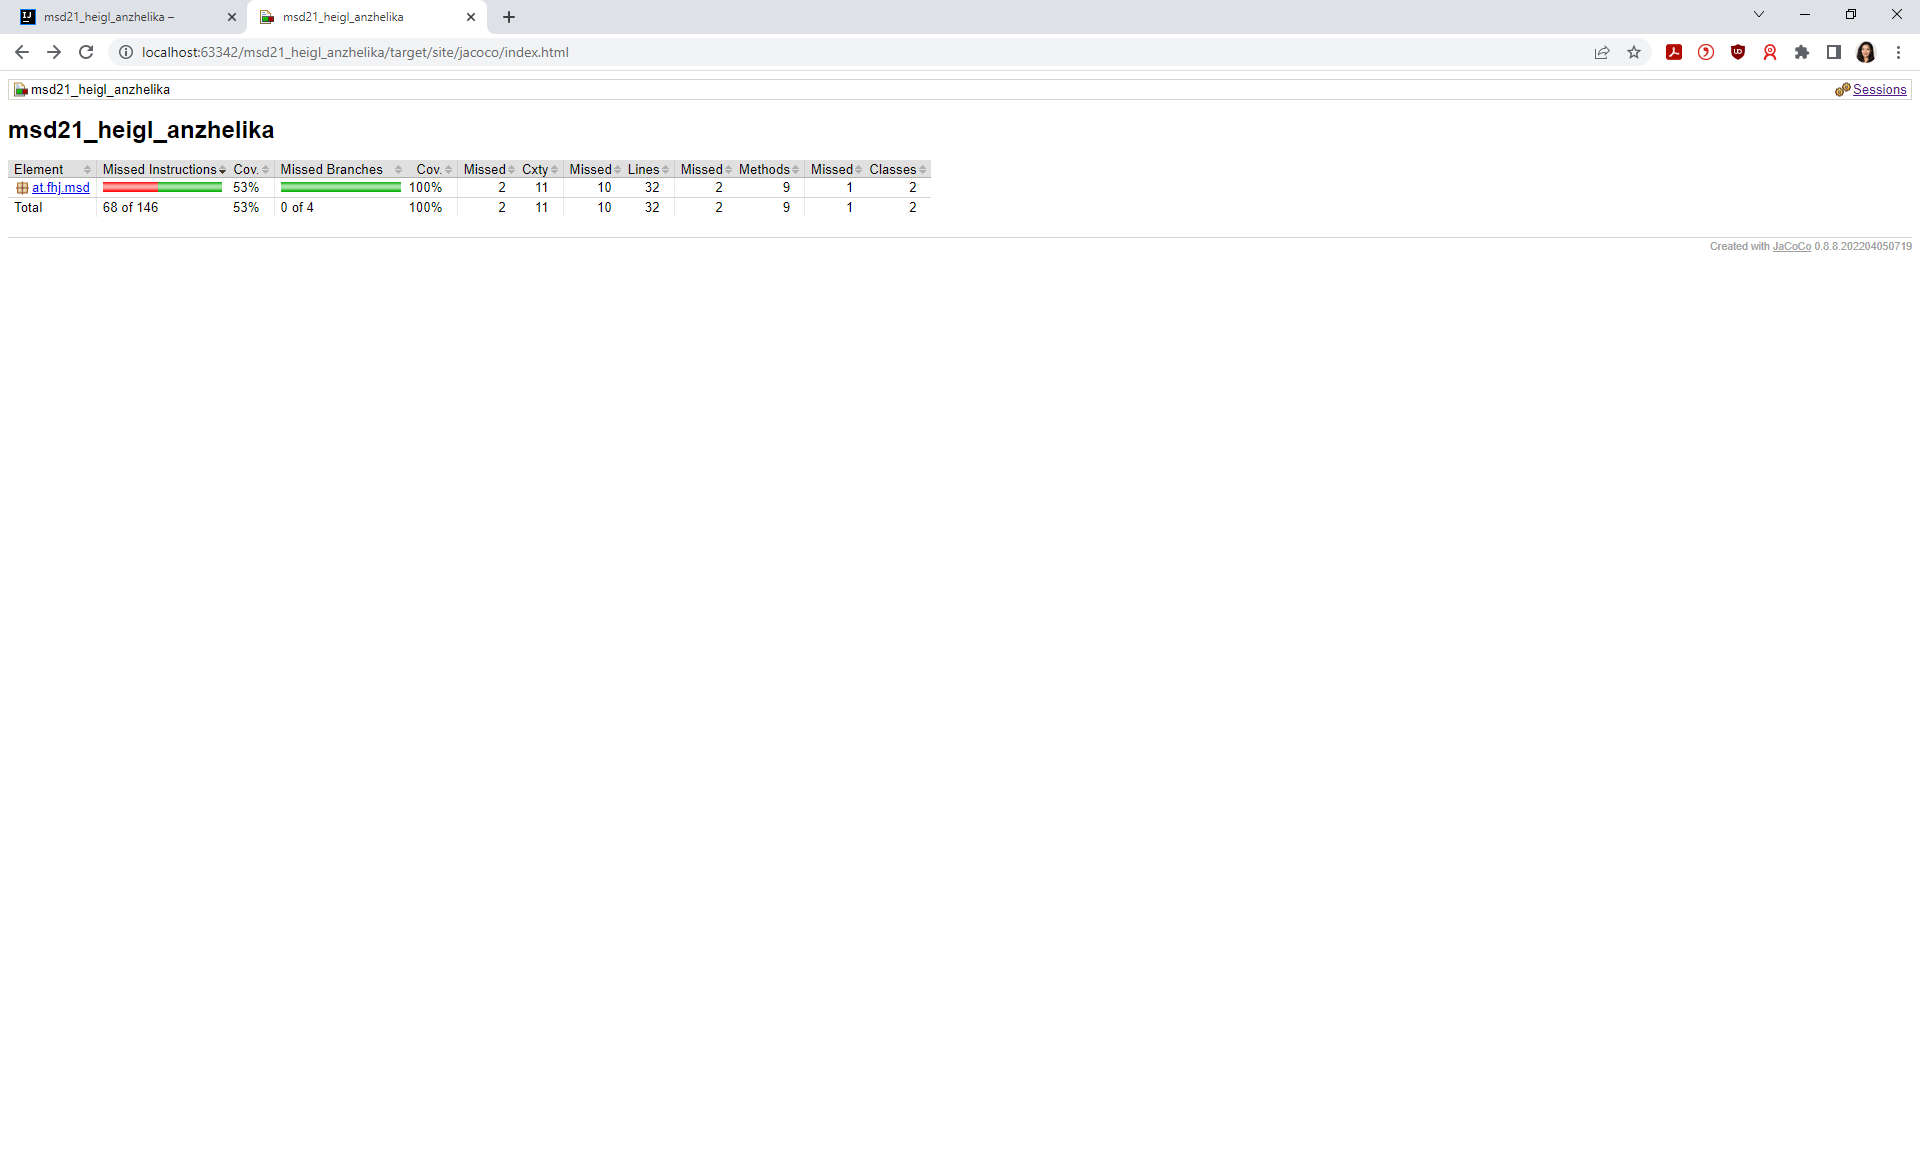 msd21_heigl_anzhelika –
msd21_heigl_anzhelika
localhost:63342/msd21_heigl_anzhelika/target/site/jacoco/index.html
msd21_heigl_anzhelika
Sessions
msd21_heigl_anzhelika
Element Missed Instructions Cov. Missed Branches Cov. Missed Cxty Missed Lines Missed Methods Missed Classes
at.fhj.msd 53% 100% 2 11 10 32 2 9 1 2
Total 68 of 146 53% 0 of 4 100% 2 11 10 32 2 9 1 2
Created with JaCoCo 0.8.8.202204050719